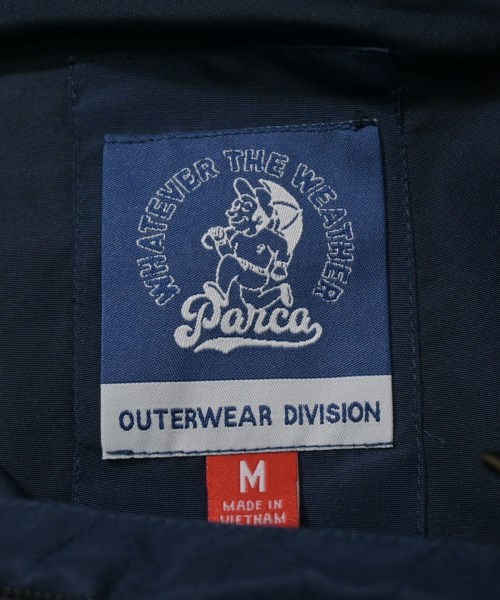 WHATEVER THE WEATHER
Parca
OUTERWEAR DIVISION
M
MADE IN
VIETNAM